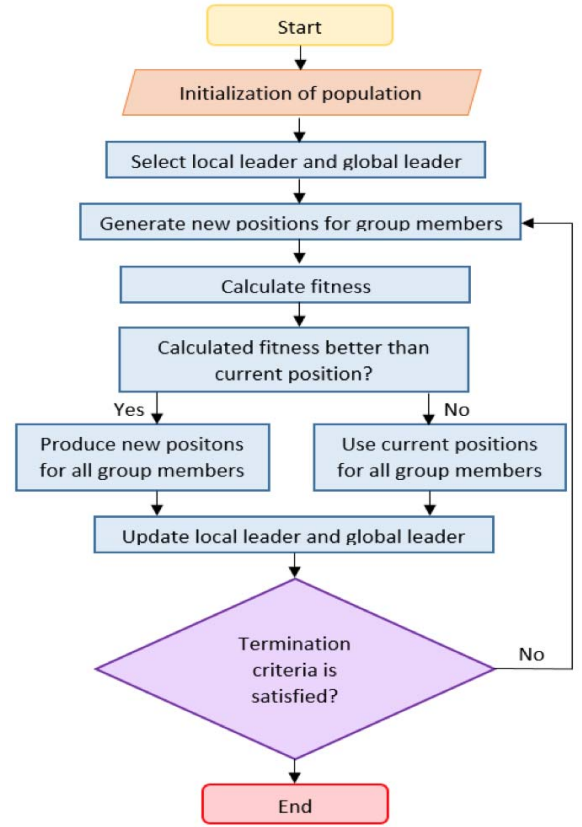 Start
Initialization of population
Select local leader and global leader
Generate new positions for group members
Calculate fitness
Calculated fitness better than
current position?
Yes
No
Produce new positons
for all group members
Use current positions
for all group members
Update local leader and global leader
Termination
criteria is
satisfied?
No
End